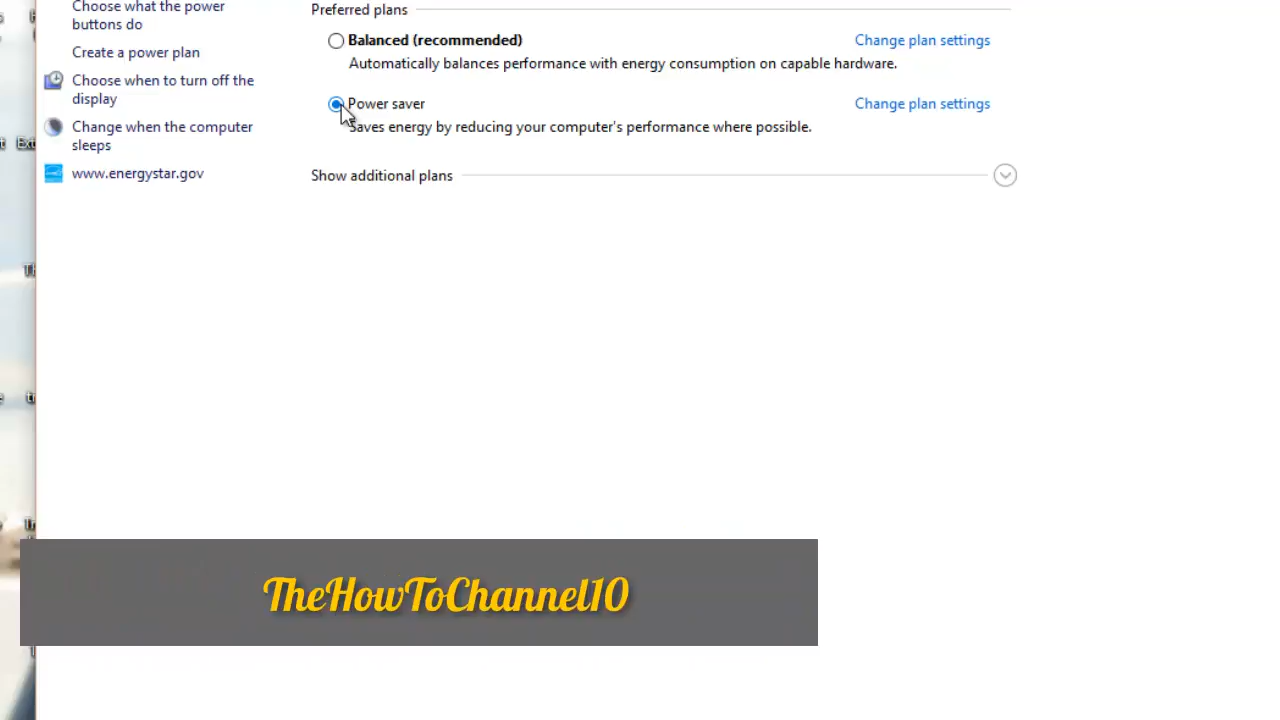 Choose what the power
buttons do
Create a power plan
Choose when to turn off the
display
Change when the computer
sleeps
www.energystar.gov
Preferred plans
Balanced (recommended)
Change plan settings
Automatically balances performance with energy consumption on capable hardware.
Power saver
Change plan settings
Saves energy by reducing your computer's performance where possible.
Show additional plans
TheHowToChannel10